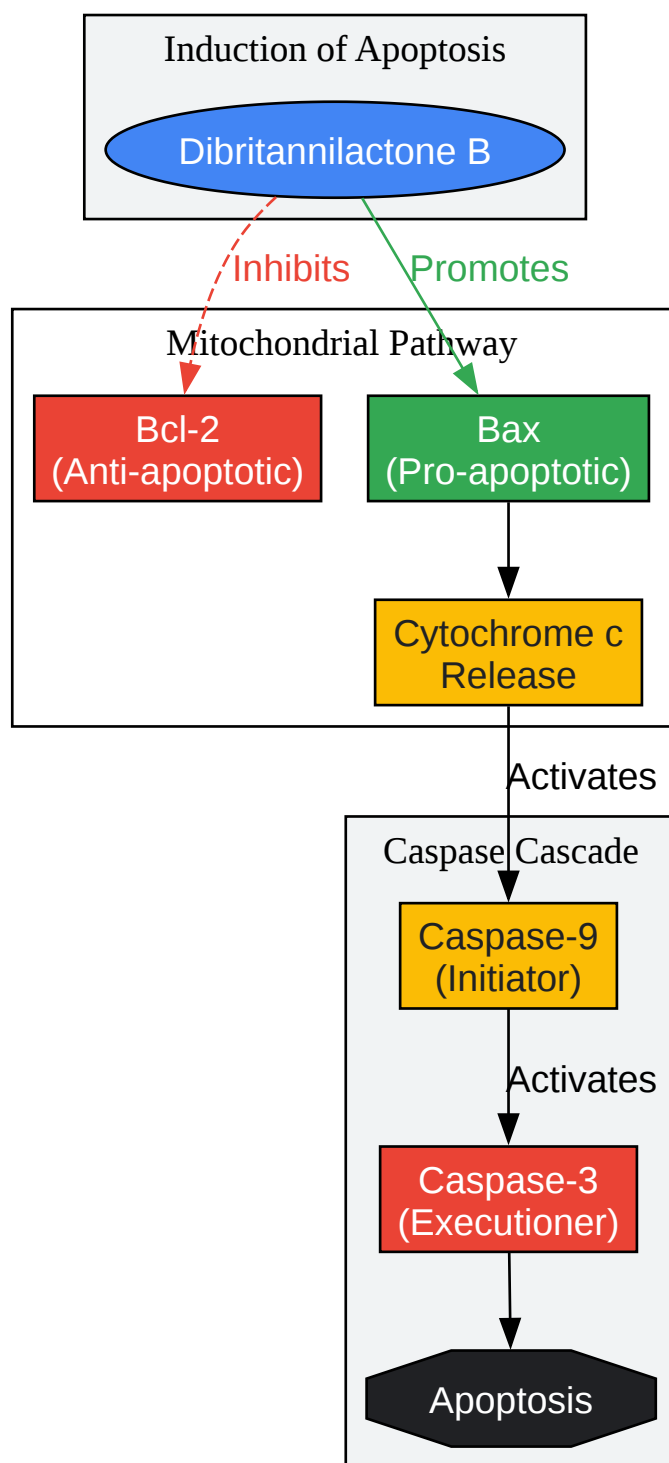 Induction of Apoptosis
Dibritannilactone B
Inhibits
Promotes
Mitochondrial Pathway
Bcl-2
(Anti-apoptotic)
Bax
(Pro-apoptotic)
Cytochrome c
Release
Activates
Caspase Cascade
Caspase-9
(Initiator)
Activates
Caspase-3
(Executioner)
Apoptosis